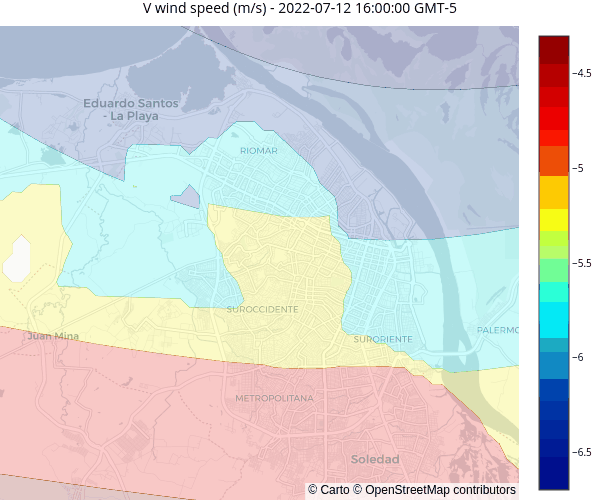 V wind speed (m/s) - 2022-07-12 16:00:00 GMT-5
-4.5
Eduardo Santos
- La Playa
RIOMAR
-5
-5.5
SUROCCIDENTE
Juan Mina
SURORIENTE
PALERMO
-6
METROPOLITANA
-6.5
Soledad
© Carto © OpenStreetMap contributors